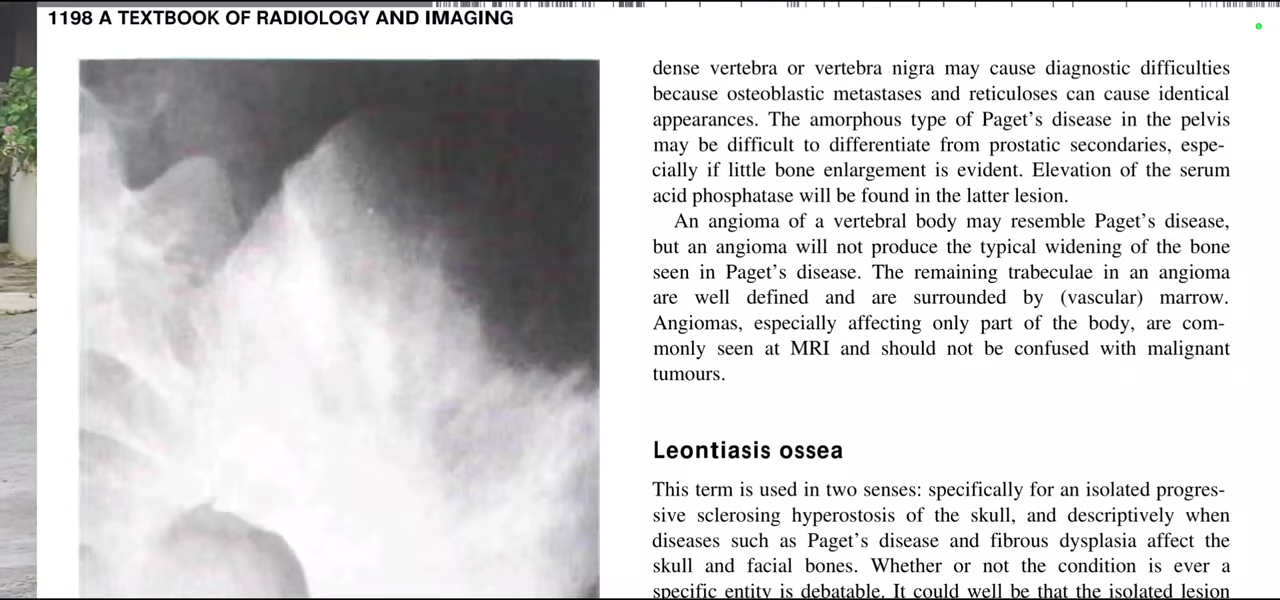 1198 A TEXTBOOK OF RADIOLOGY AND IMAGING
dense vertebra or vertebra nigra may cause diagnostic difficulties
because osteoblastic metastases and reticuloses can cause identical
appearances. The amorphous type of Paget's disease in the pelvis
may be difficult to differentiate from prostatic secondaries, espe-
cially if little bone enlargement is evident. Elevation of the serum
acid phosphatase will be found in the latter lesion.
An angioma of a vertebral body may resemble Paget's disease,
but an angioma will not produce the typical widening of the bone
seen in Paget's disease. The remaining trabeculae in an angioma
are well defined and are surrounded by (vascular) marrow.
Angiomas, especially affecting only part of the body, are com-
monly seen at MRI and should not be confused with malignant
tumours.
Leontiasis ossea
This term is used in two senses: specifically for an isolated progres-
sive sclerosing hyperostosis of the skull, and descriptively when
diseases such as Paget's disease and fibrous dysplasia affect the
skull and facial bones. Whether or not the condition is ever a
specific entity is debatable. It could well be that the isolated lesion